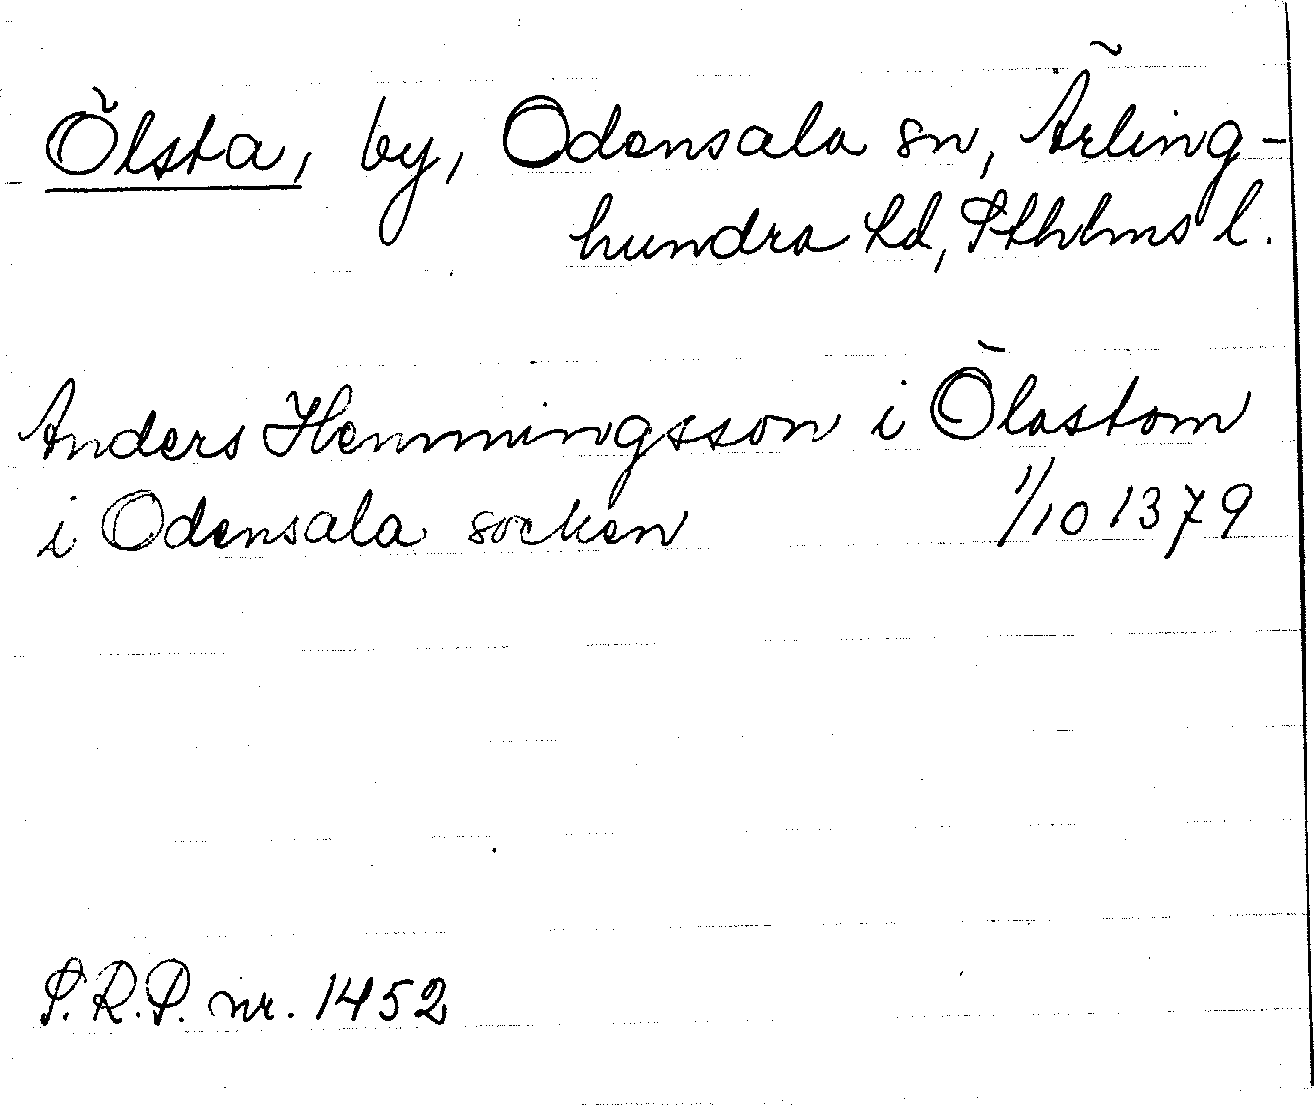 Ölsta, by, Odensala sn, Ärling-
hundra hd, Sthlms l.
Anders Hemmingsson i Ölastom
i Odensala socken 1/10 1379
S.R.P. nr. 1452